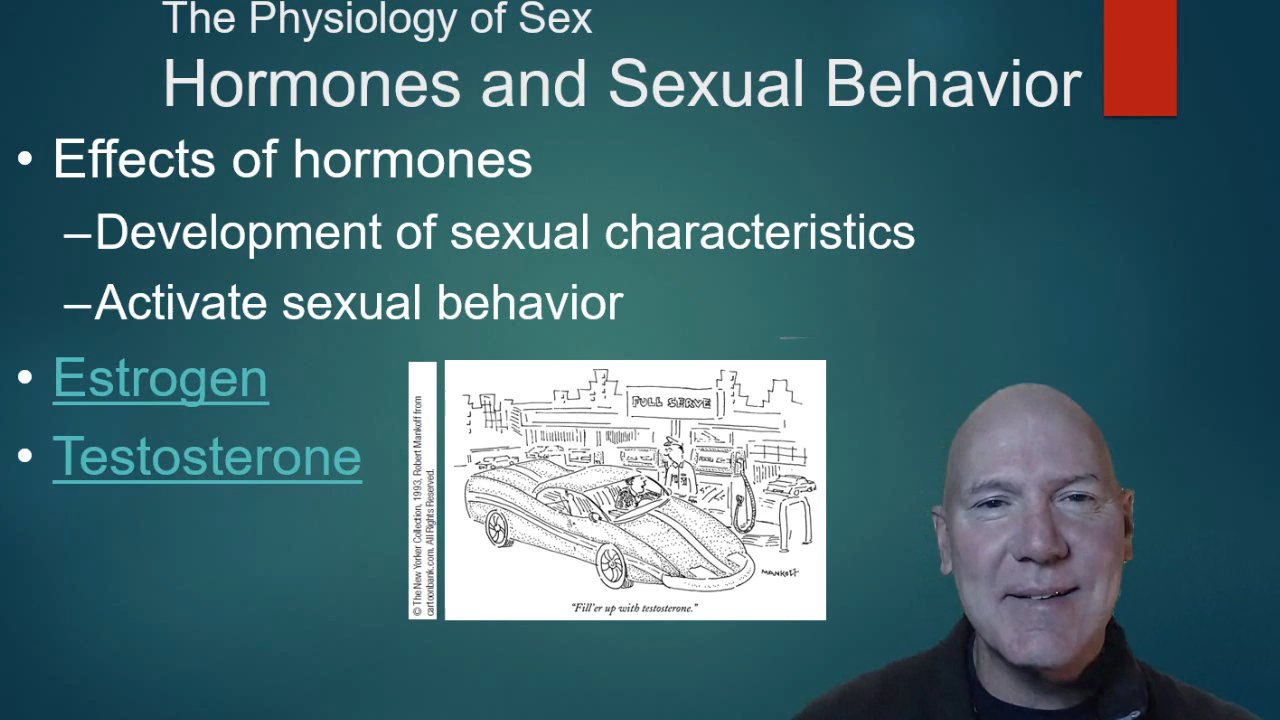 The Physiology of Sex
Hormones and Sexual Behavior
• Effects of hormones
–Development of sexual characteristics
–Activate sexual behavior
• Estrogen
• Testosterone
© The New Yorker Collection, 1993, Robert Mankoff from
cartoonbank.com. All Rights Reserved.
FULL SERVE
MANKOFF
"Fill'er up with testosterone."